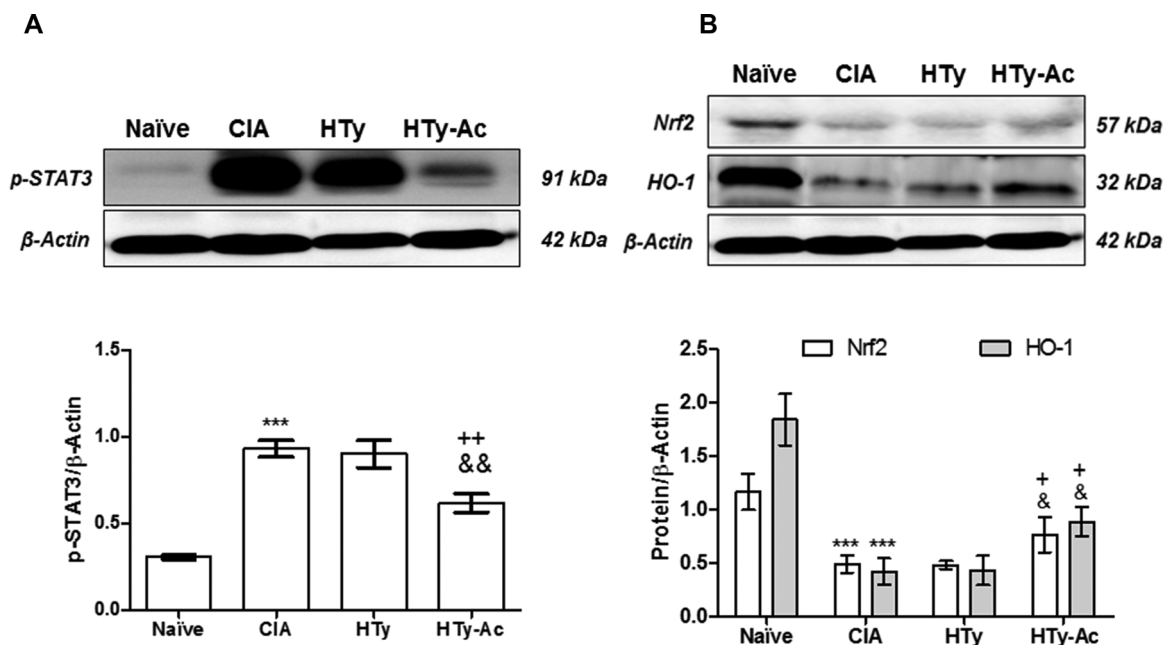 A
Naïve CIA HTy HTy-Ac
p-STAT3 91 kDa
β-Actin 42 kDa
p-STAT3/β-Actin
1.5
1.0
0.5
0.0
***
++
&&
Naïve CIA HTy HTy-Ac
B
Naïve CIA HTy HTy-Ac
Nrf2 57 kDa
HO-1 32 kDa
β-Actin 42 kDa
Nrf2 HO-1
Protein/β-Actin
2.5
2.0
1.5
1.0
0.5
0.0
*** ***
+ +
& &
Naïve CIA HTy HTy-Ac